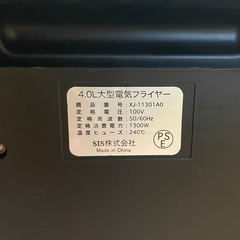 4.0L大型電気フライヤー
商品番号：XJ-11301A0
定格電圧：100V
定格周波数：50/60Hz
定格消費電力：1300W
温度ヒューズ：240℃
PSE
SIS株式会社
Made in China